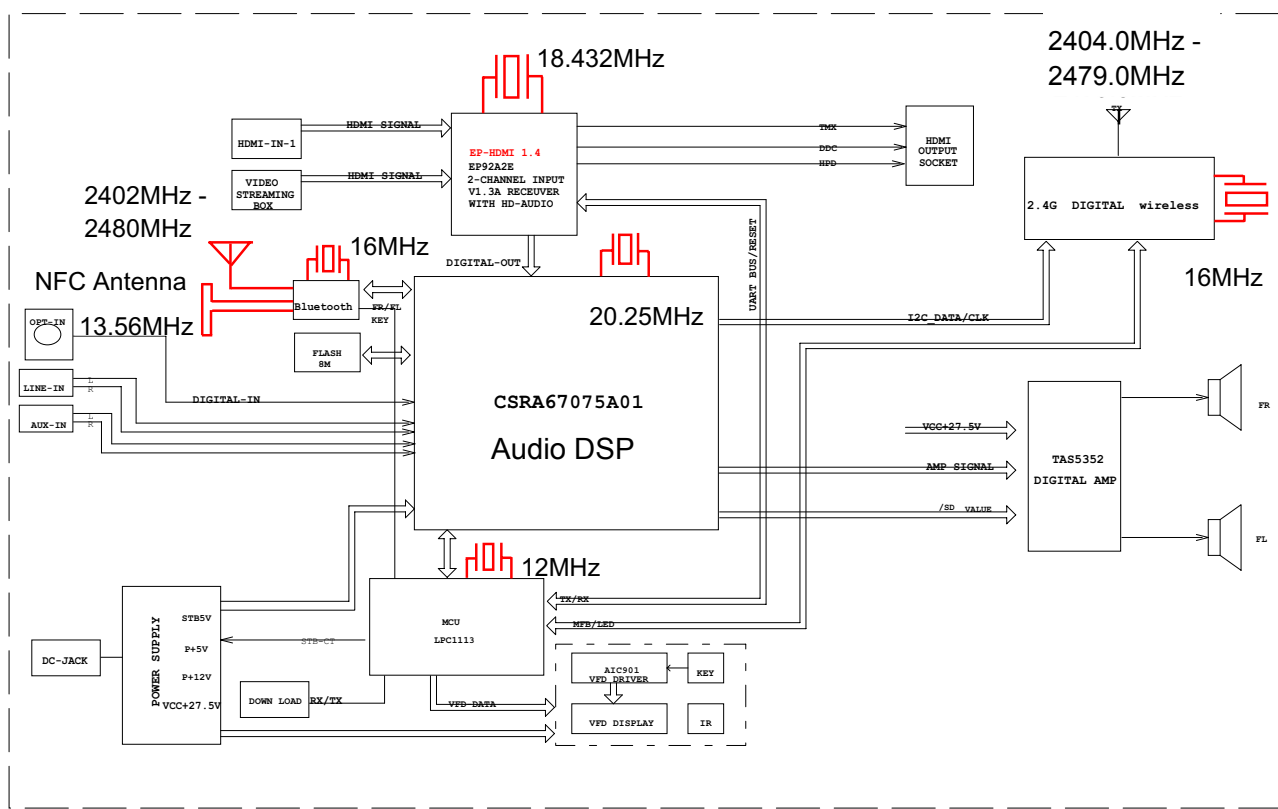 2404.0MHz -
2479.0MHz
TX
18.432MHz
HDMI-IN-1
HDMI SIGNAL
VIDEO
STREAMING
BOX
HDMI SIGNAL
EP-HDMI 1.4
EP92A2E
2-CHANNEL INPUT
V1.3A RECEUVER
WITH HD-AUDIO
TMX
DDC
HPD
HDMI
OUTPUT
SOCKET
2.4G DIGITAL wireless
16MHz
2402MHz -
2480MHz
NFC Antenna
13.56MHz
16MHz
Bluetooth
FR/FL
KEY
DIGITAL-OUT
UART BUS/RESET
20.25MHz
I2C_DATA/CLK
OPT-IN
FLASH
8M
LINE-IN
L
R
AUX-IN
L
R
DIGITAL-IN
CSRA67075A01
Audio DSP
VCC+27.5V
AMP SIGNAL
/SD VALUE
TAS5352
DIGITAL AMP
FR
FL
12MHz
MCU
LPC1113
TX/RX
MFB/LED
DC-JACK
POWER SUPPLY
STB5V
P+5V
P+12V
VCC+27.5V
STB-CT
DOWN LOAD
RX/TX
VFD DATA
AIC901
VFD DRIVER
KEY
VFD DISPLAY
IR